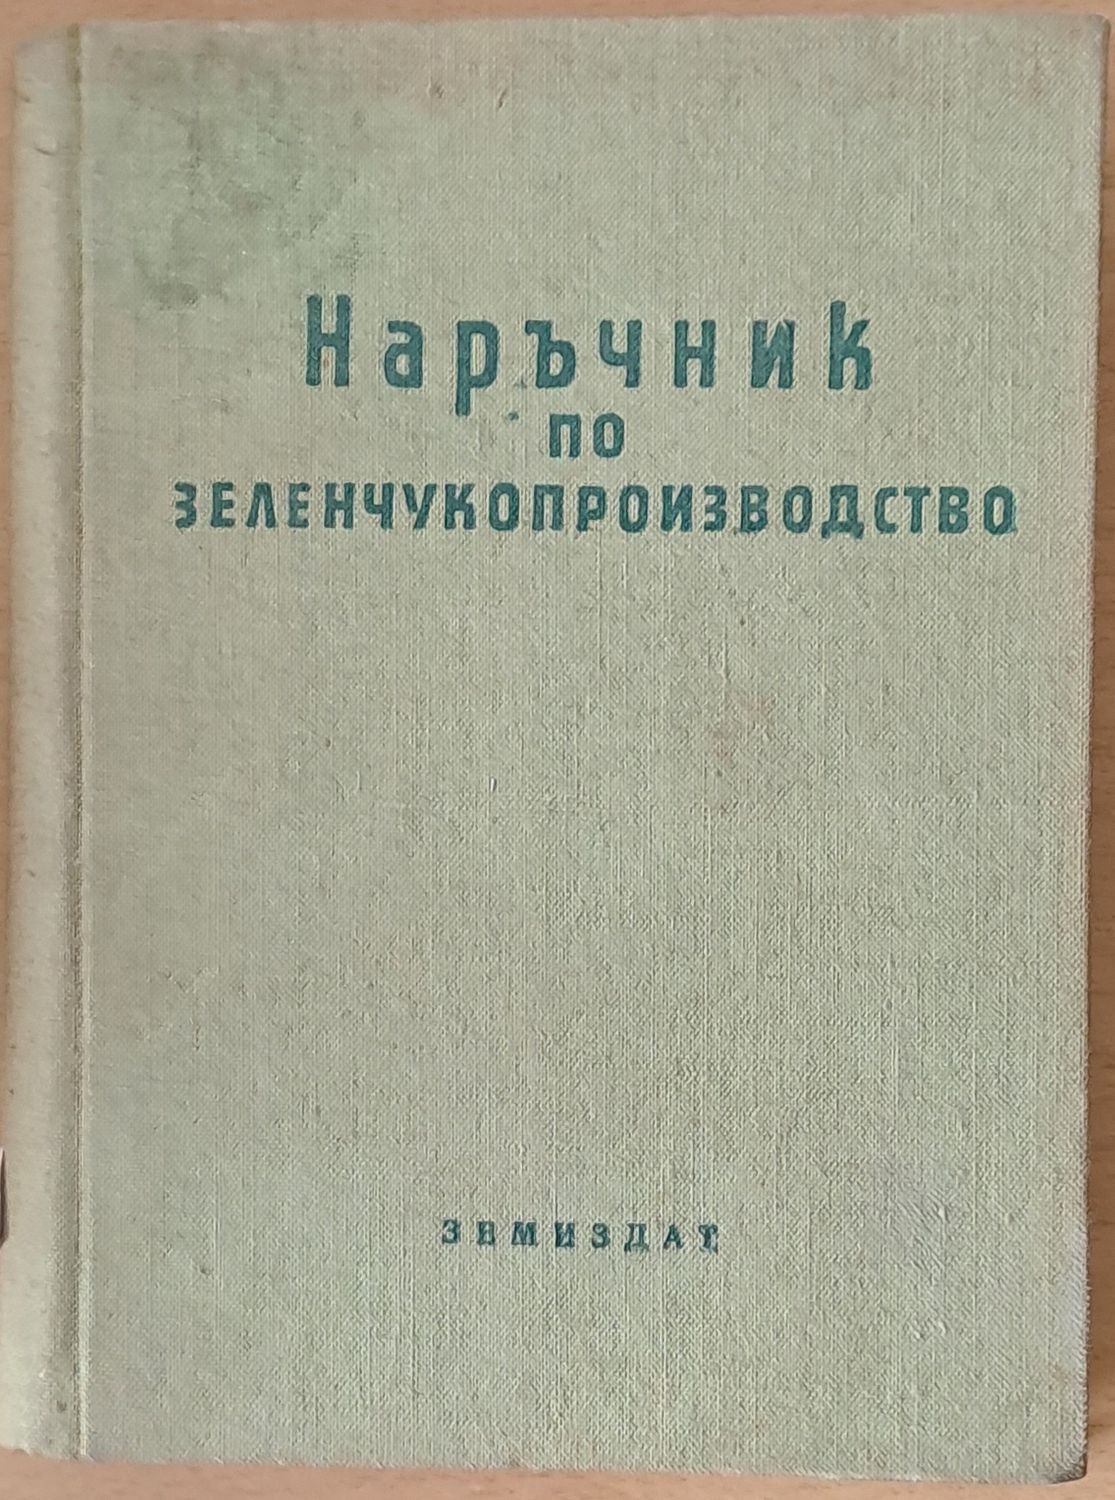 Наръчник
по
ЗЕЛЕНЧУКОПРОИЗВОДСТВО
ЗЕМИЗДАТ